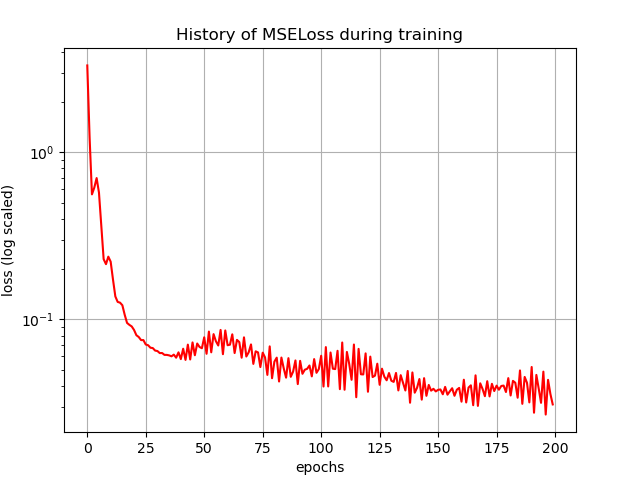 History of MSELoss during training
10⁰
10⁻¹
loss (log scaled)
0 25 50 75 100 125 150 175 200
epochs